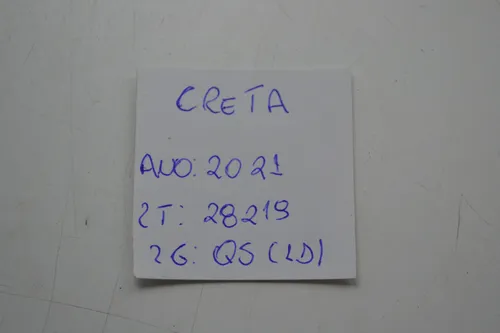 CRETA
ANO: 2021
2T: 28219
2G: QS (LD)